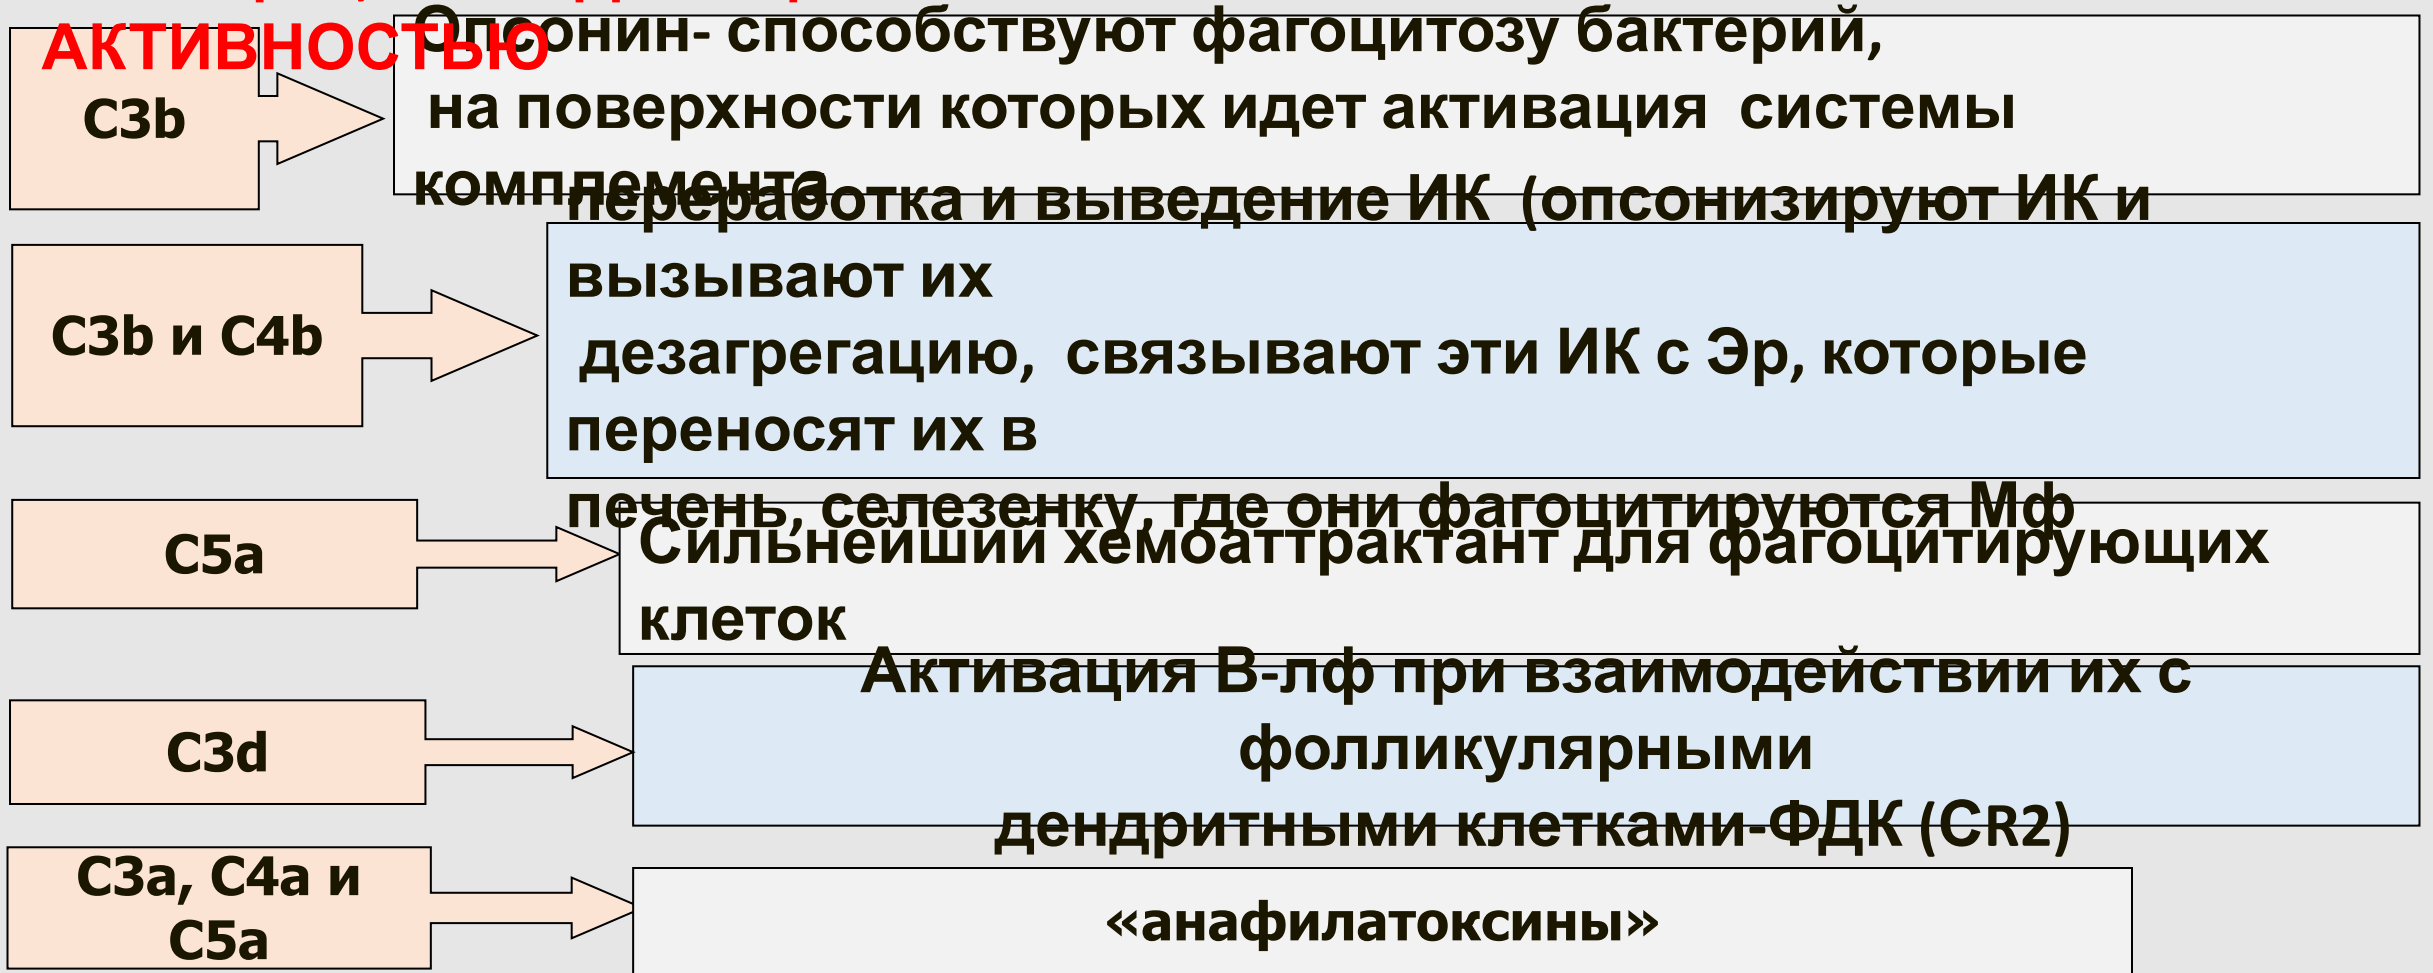 АКТИВНОСТЬЮ
C3b
Опсонин- способствуют фагоцитозу бактерий,
на поверхности которых идет активация системы
комплемента
C3b и C4b
переработка и выведение ИК (опсонизируют ИК и
вызывают их
дезагрегацию, связывают эти ИК с Эр, которые
переносят их в
печень, селезенку, где они фагоцитируются Мф
C5a
Сильнейший хемоаттрактант для фагоцитирующих
клеток
C3d
Активация В-лф при взаимодействии их с
фолликулярными
дендритными клетками-ФДК (CR2)
C3a, C4a и
C5a
«анафилатоксины»